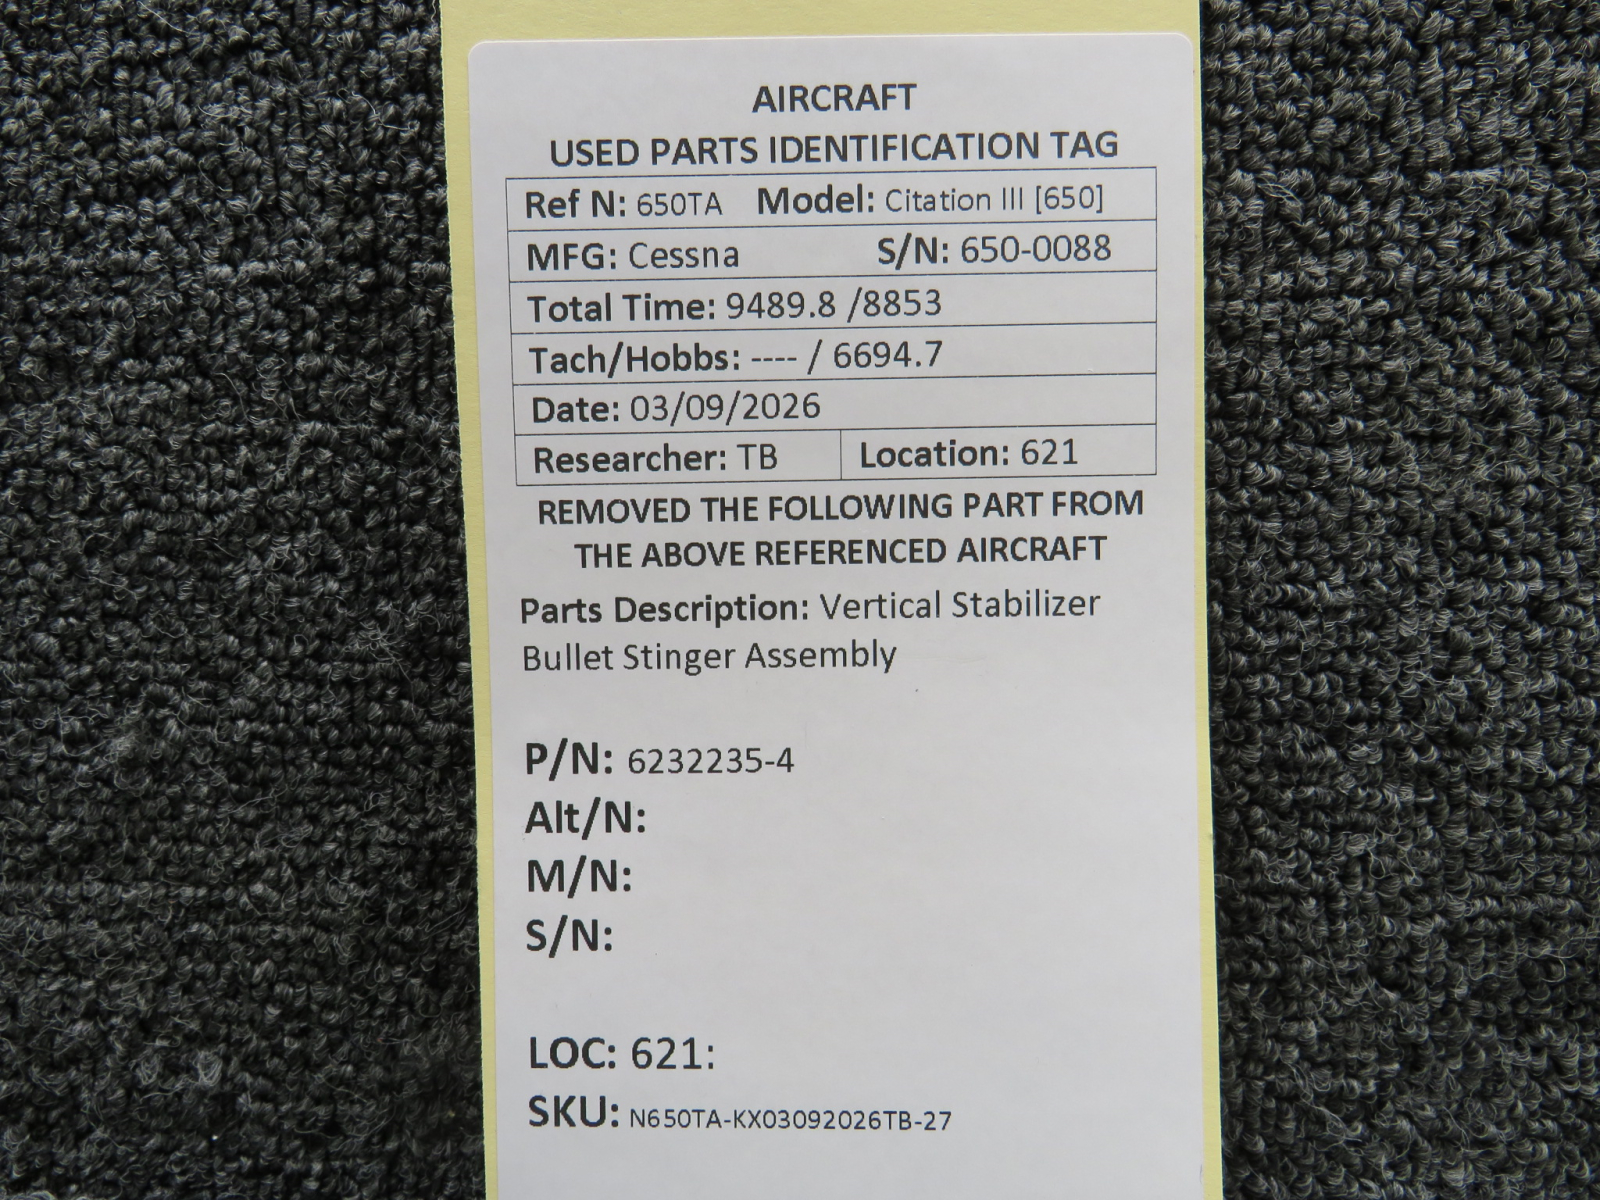 AIRCRAFT
USED PARTS IDENTIFICATION TAG
Ref N: 650TA Model: Citation III [650]
MFG: Cessna S/N: 650-0088
Total Time: 9489.8 /8853
Tach/Hobbs: ---- / 6694.7
Date: 03/09/2026
Researcher: TB Location: 621
REMOVED THE FOLLOWING PART FROM
THE ABOVE REFERENCED AIRCRAFT
Parts Description: Vertical Stabilizer
Bullet Stinger Assembly
P/N: 6232235-4
Alt/N:
M/N:
S/N:
LOC: 621:
SKU: N650TA-KX03092026TB-27